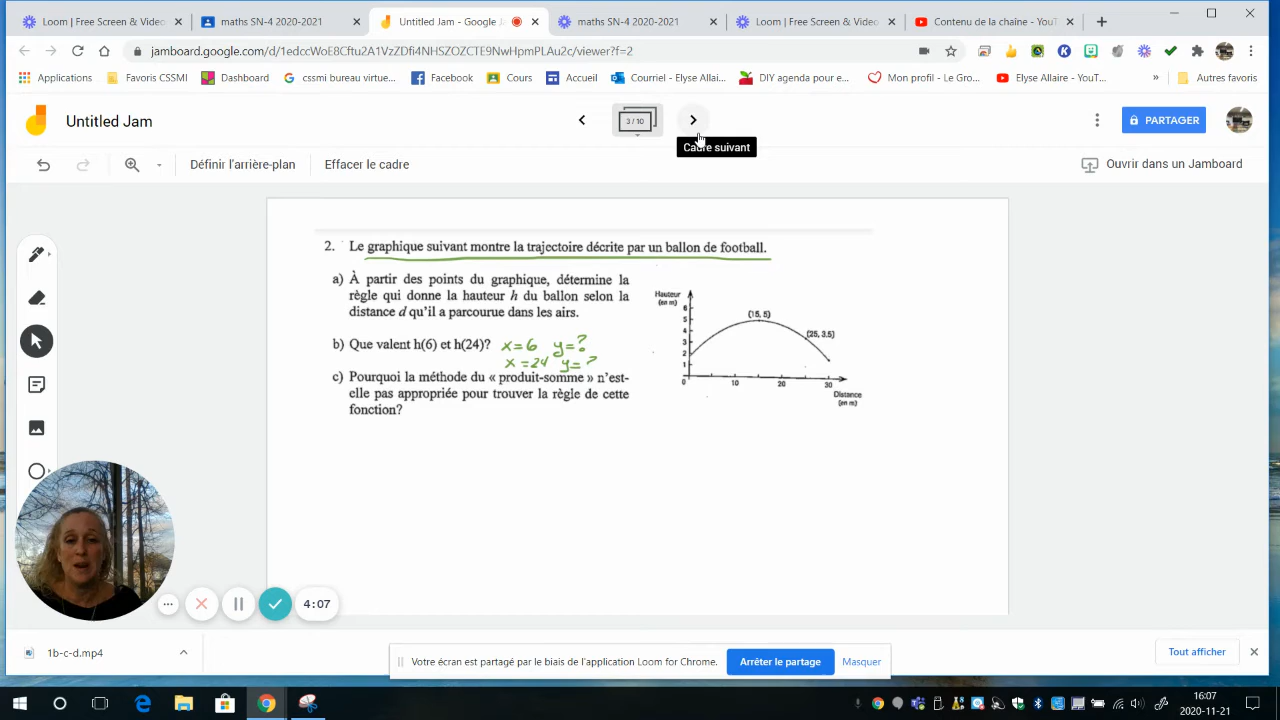 Loom | Free Screen & Video
maths SN-4 2020-2021
Untitled Jam - Google J
maths SN-4 2020-2021
Loom | Free Screen & Video
Contenu de la chaîne - YouT
jamboard.google.com/d/1edccWoE8Cftu2A1VzZDfi4NHSZOZCTE9NwHpmPLAu2c/viewer?f=2
Applications
Favoris CSSMI
Dashboard
cssmi bureau virtue...
Facebook
Cours
Accueil
Courriel - Elyse Allai...
DIY agenda pour e...
Mon profil - Le Gro...
Elyse Allaire - YouT...
»
Autres favoris
Untitled Jam
3 / 10
PARTAGER
Cadre suivant
Définir l'arrière-plan
Effacer le cadre
Ouvrir dans un Jamboard
2. Le graphique suivant montre la trajectoire décrite par un ballon de football.
a) À partir des points du graphique, détermine la
règle qui donne la hauteur h du ballon selon la
distance d qu'il a parcourue dans les airs.
b) Que valent h(6) et h(24)? x=6 y=?
x=24 y=?
c) Pourquoi la méthode du « produit-somme » n'est-
elle pas appropriée pour trouver la règle de cette
fonction?
Hauteur
(en m)
6
5
4
3
2
1
0
10
20
30
(15, 5)
(25, 3.5)
Distance
(en m)
4:07
1b-c-d.mp4
Votre écran est partagé par le biais de l'application Loom for Chrome.
Arrêter le partage
Masquer
Tout afficher
16:07
2020-11-21